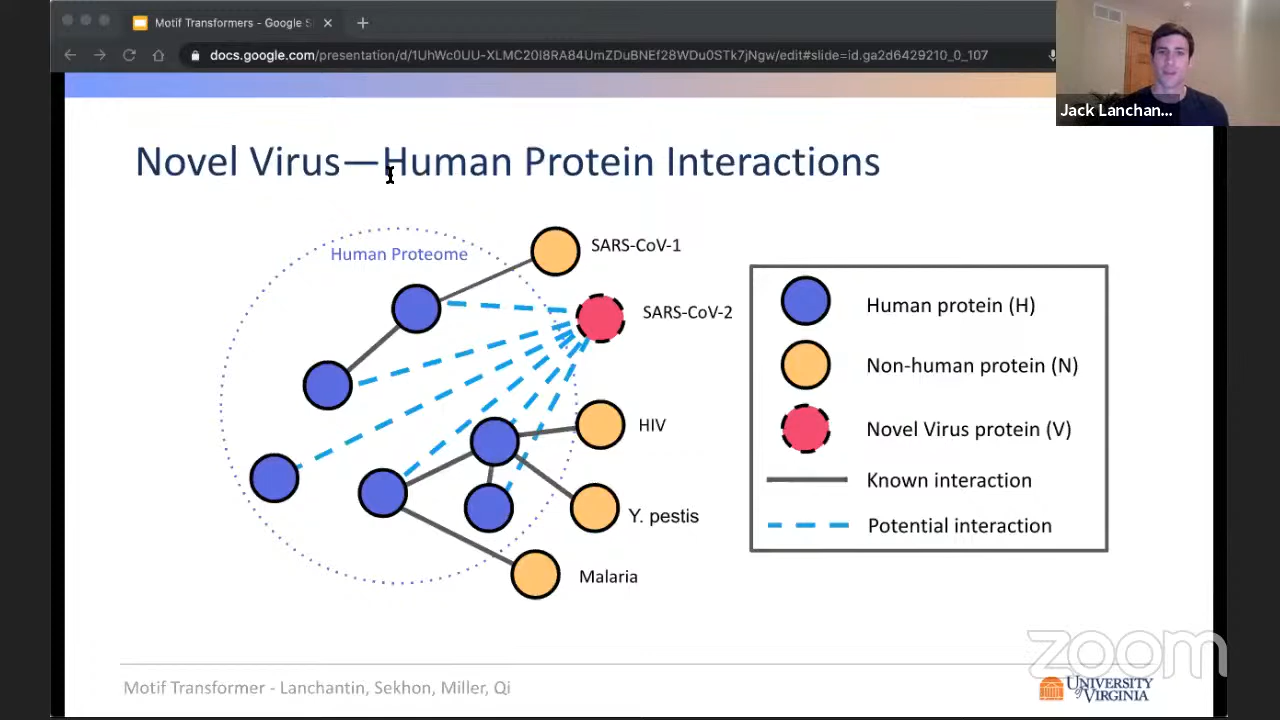 Motif Transformers - Google S
docs.google.com/presentation/d/1UhWc0UU-XLMC20I8RA84UmZDuBNEf28WDu0STk7jNgw/edit#slide=id.ga2d6429210_0_107
Jack Lanchan...
Novel Virus—Human Protein Interactions
Human Proteome
SARS-CoV-1
SARS-CoV-2
HIV
Y. pestis
Malaria
Human protein (H)
Non-human protein (N)
Novel Virus protein (V)
Known interaction
Potential interaction
zoom
Motif Transformer - Lanchantin, Sekhon, Miller, Qi
UNIVERSITY
of VIRGINIA